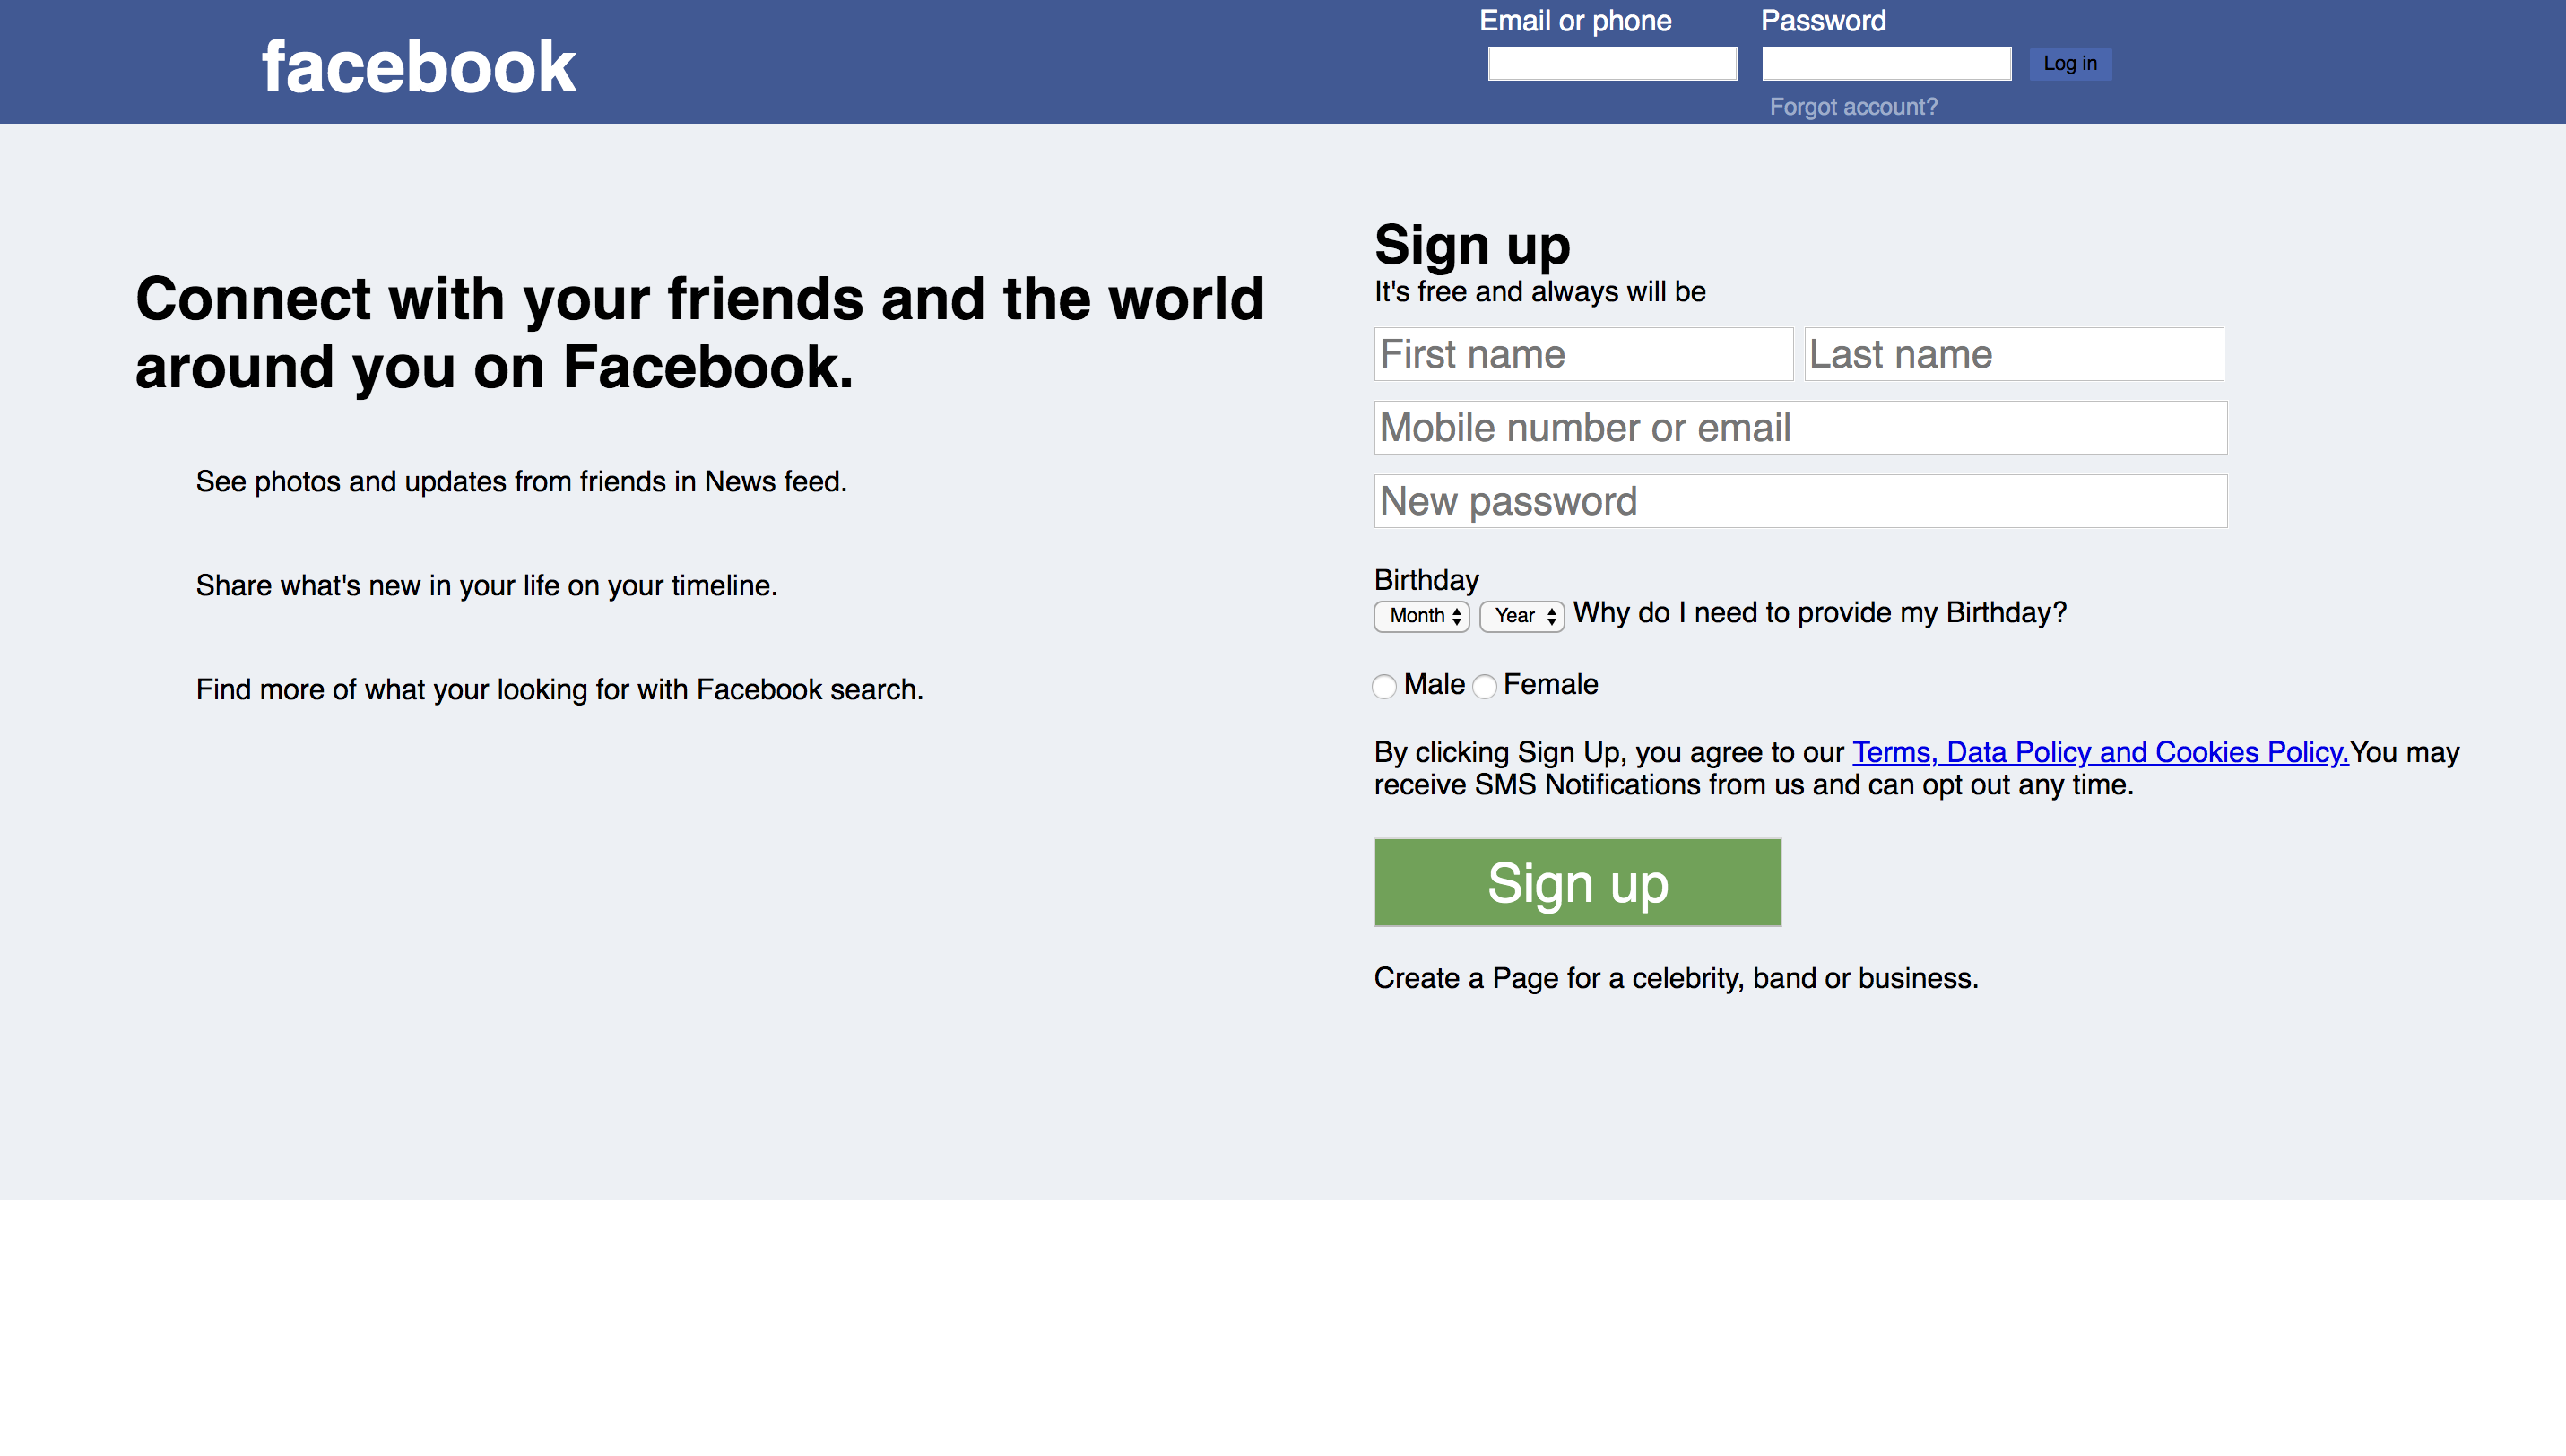 facebook
Email or phone
Password
Log in
Forgot account?
Connect with your friends and the world
around you on Facebook.
See photos and updates from friends in News feed.
Share what's new in your life on your timeline.
Find more of what your looking for with Facebook search.
Sign up
It's free and always will be
First name
Last name
Mobile number or email
New password
Birthday
Month Year Why do I need to provide my Birthday?
Male Female
By clicking Sign Up, you agree to our Terms, Data Policy and Cookies Policy.You may
receive SMS Notifications from us and can opt out any time.
Sign up
Create a Page for a celebrity, band or business.